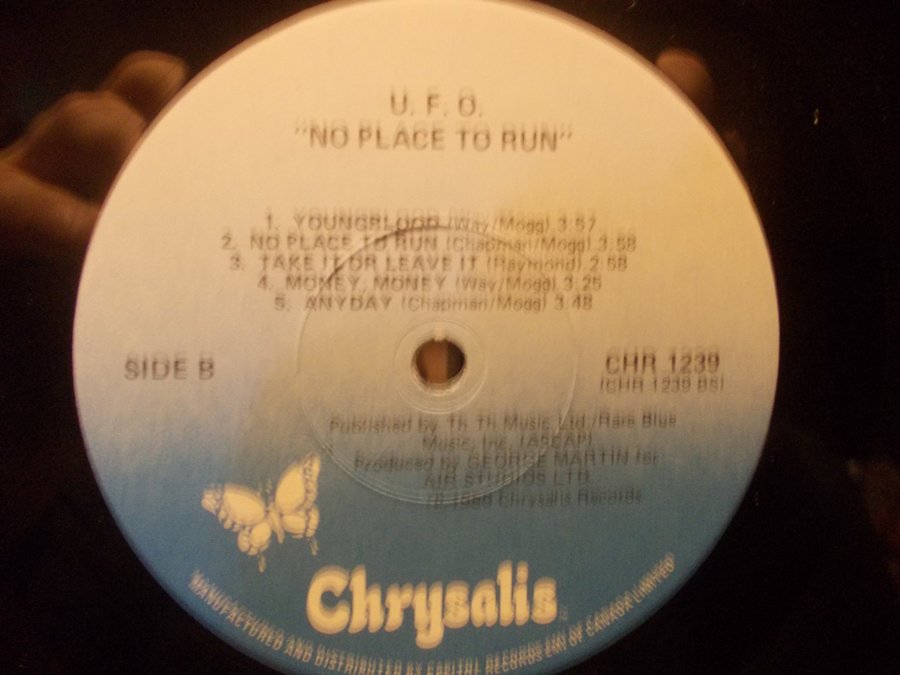 U. F. O.
"NO PLACE TO RUN"
1. YOUNGBLOOD (Way/Mogg) 3:57
2. NO PLACE TO RUN (Chapman/Mogg) 3:58
3. TAKE IT OR LEAVE IT (Raymond) 2:58
4. MONEY, MONEY (Way/Mogg) 3:25
5. ANYDAY (Chapman/Mogg) 3:48
SIDE B
CHR 1239
(CHR 1239 BS)
Published by Th Th Music Ltd./Rare Blue
Music, Inc. (ASCAP)
Produced by GEORGE MARTIN for
AIR STUDIOS LTD.
℗ 1980 Chrysalis Records
Chrysalis
MANUFACTURED AND DISTRIBUTED BY CAPITOL RECORDS-EMI OF CANADA LIMITED